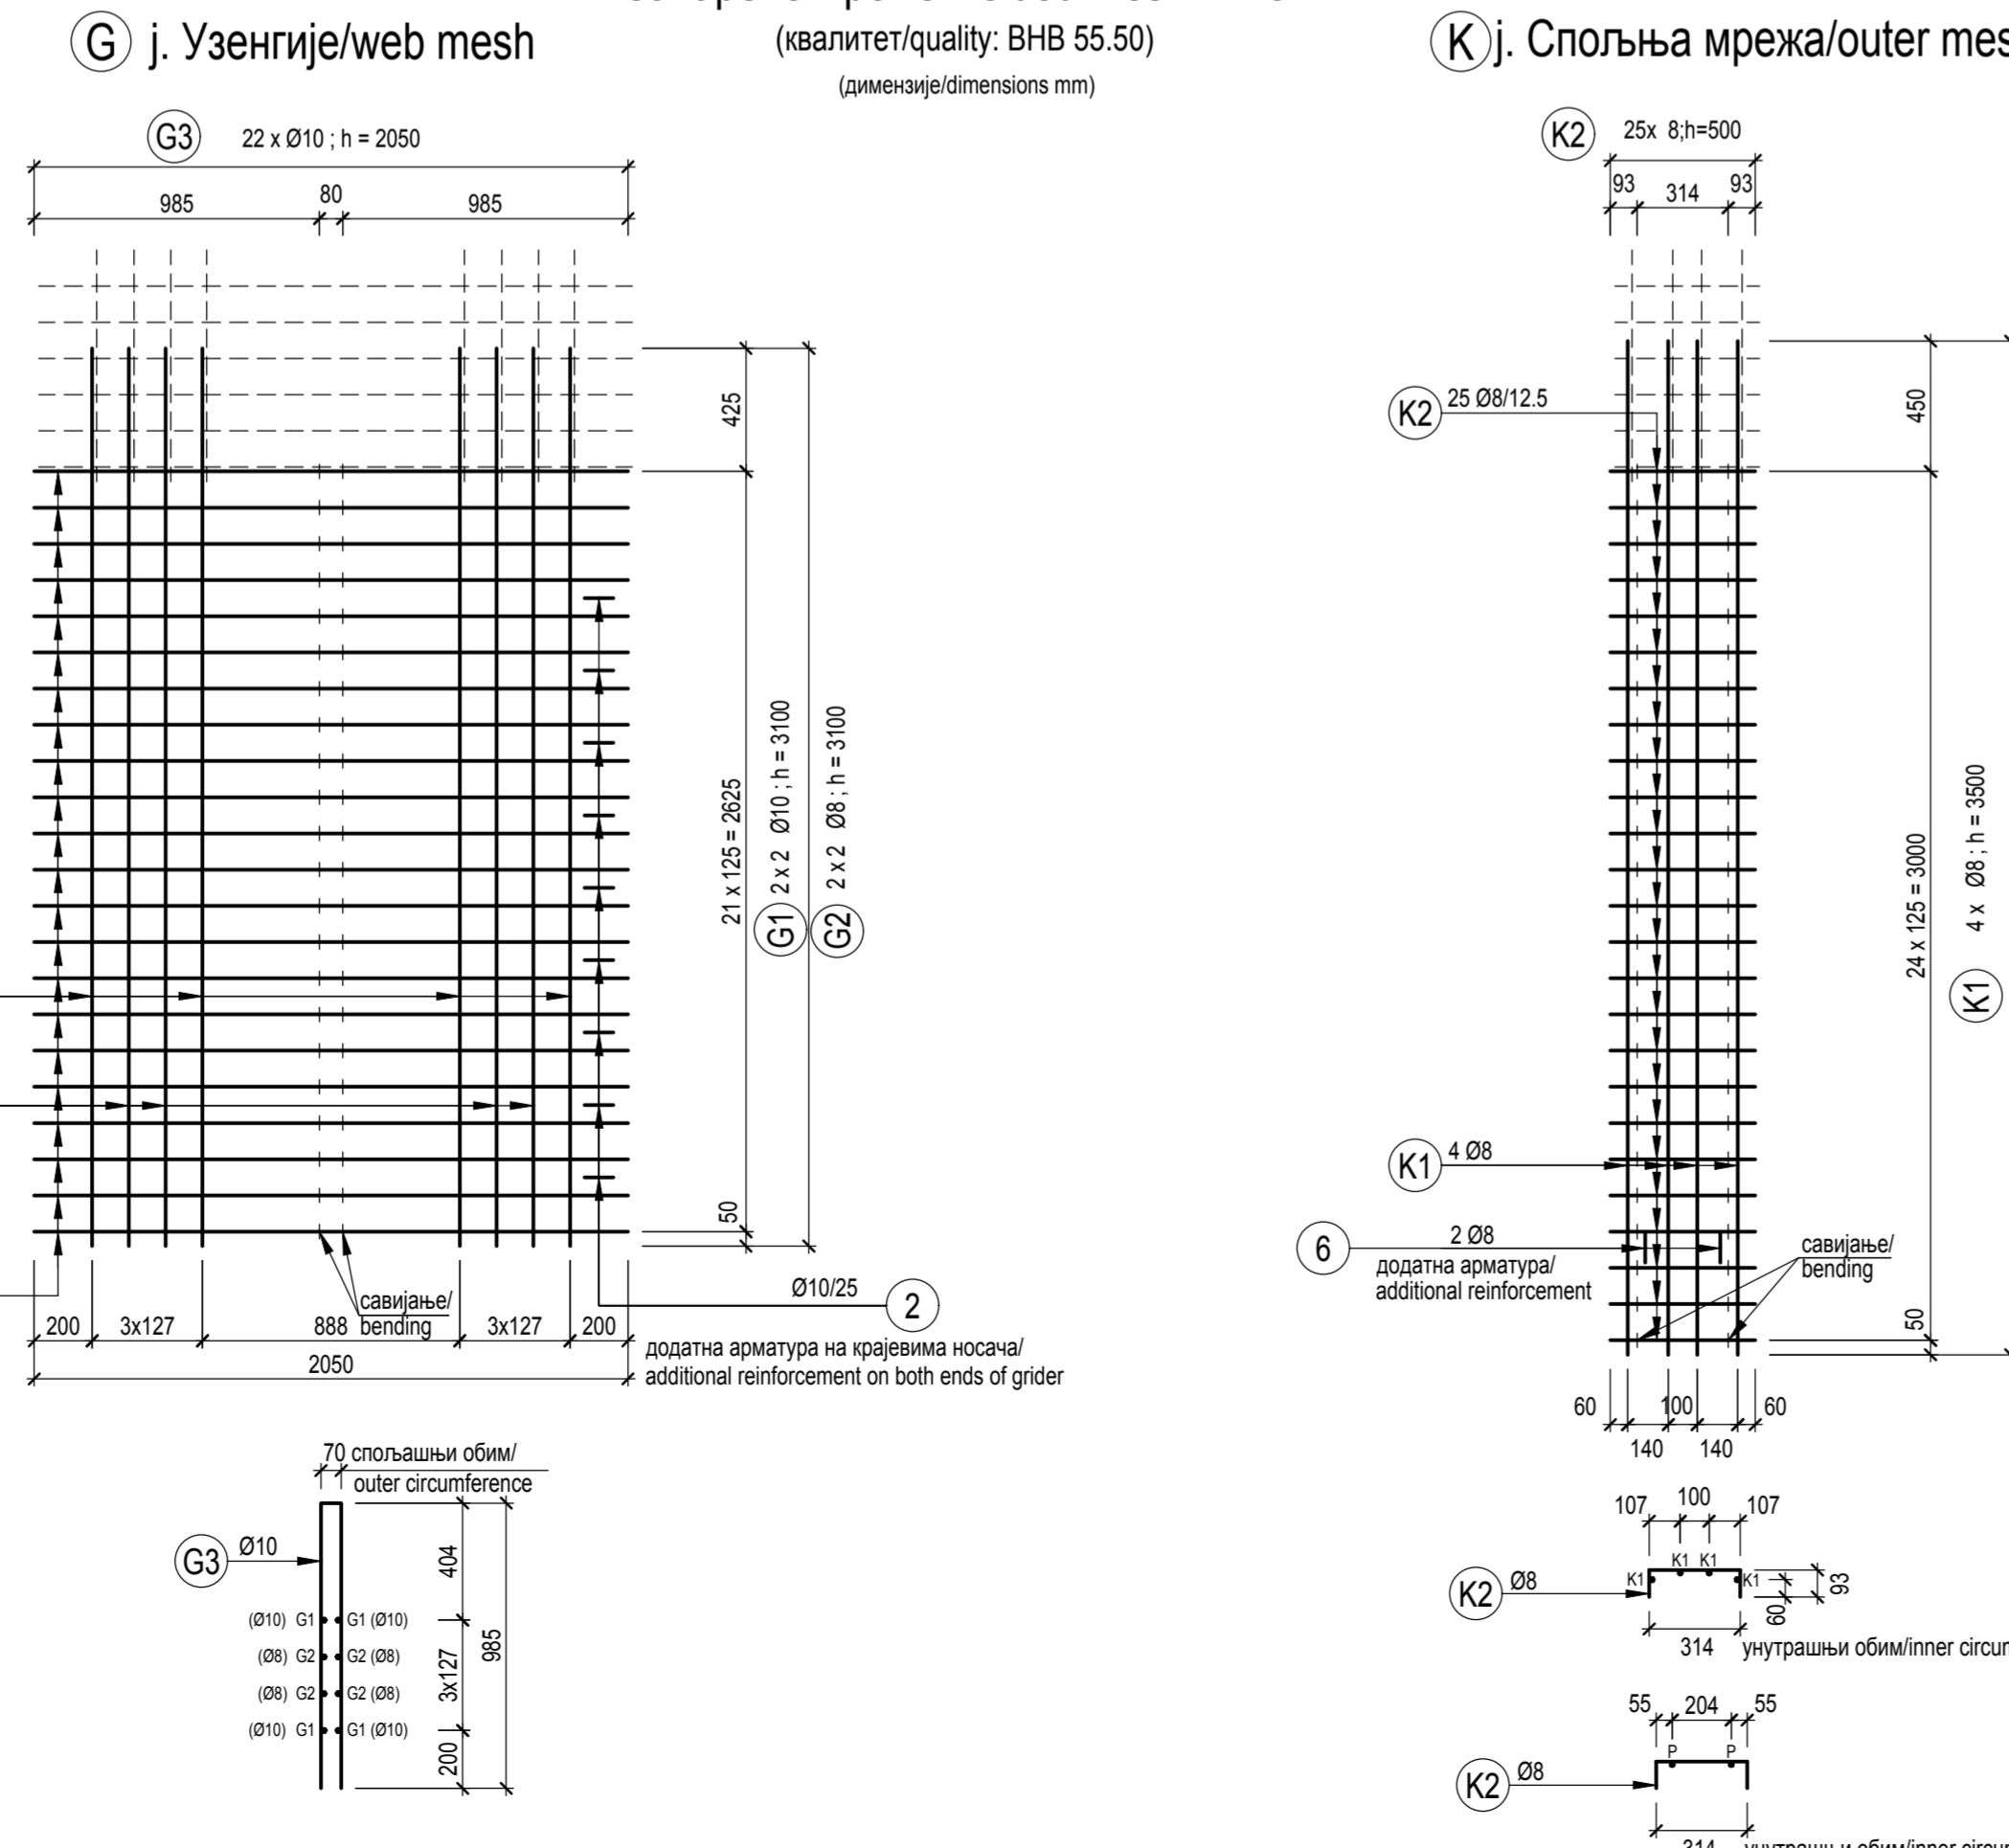 G j. Узенгије/web mesh
(квалитет/quality: BHB 55.50)
(димензије/dimensions mm)
K j. Спољња мрежа/outer mes
G3 22 x Ø10 ; h = 2050
985 80 985
425
21 x 125 = 2625
50
G1 2 x 2 Ø10 ; h = 3100
G2 2 x 2 Ø8 ; h = 3100
200 3x127 888 3x127 200
савијање/
bending
2050
Ø10/25 2
додатна арматура на крајевима носача/
additional reinforcement on both ends of grider
70 спољашњи обим/
outer circumference
G3 Ø10
404
3x127
200
985
(Ø10) G1 G1 (Ø10)
(Ø8) G2 G2 (Ø8)
(Ø8) G2 G2 (Ø8)
(Ø10) G1 G1 (Ø10)
K2 25x 8;h=500
93 314 93
K2 25 Ø8/12.5
450
24 x 125 = 3000
50
K1 4 x Ø8 ; h = 3500
K1 4 Ø8
6 2 Ø8
додатна арматура/
additional reinforcement
савијање/
bending
60 100 60
140 140
107 100 107
K1 K1
K1 K1
K2 Ø8
60
93
314 унутрашњи обим/inner circum
55 204 55
P P
K2 Ø8
314 унутрашњи обим/inner circum